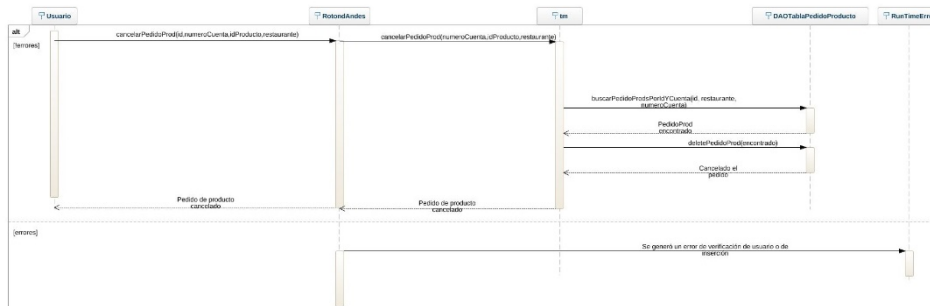 Usuario
RotondAndes
tm
DAOTablaPedidoProducto
RunTimeErro
alt
[!errores]
cancelarPedidoProd(id,numeroCuenta,idProducto,restaurante)
cancelarPedidoProd(numeroCuenta,idProducto,restaurante)
buscarPedidoProdsPorIdYCuenta(id, restaurante,
numeroCuenta)
PedidoProd
encontrado
deletePedidoProd(encontrado)
Cancelado el
pedido
Pedido de producto
cancelado
Pedido de producto
cancelado
[errores]
Se generó un error de verificación de usuario o de
inserción